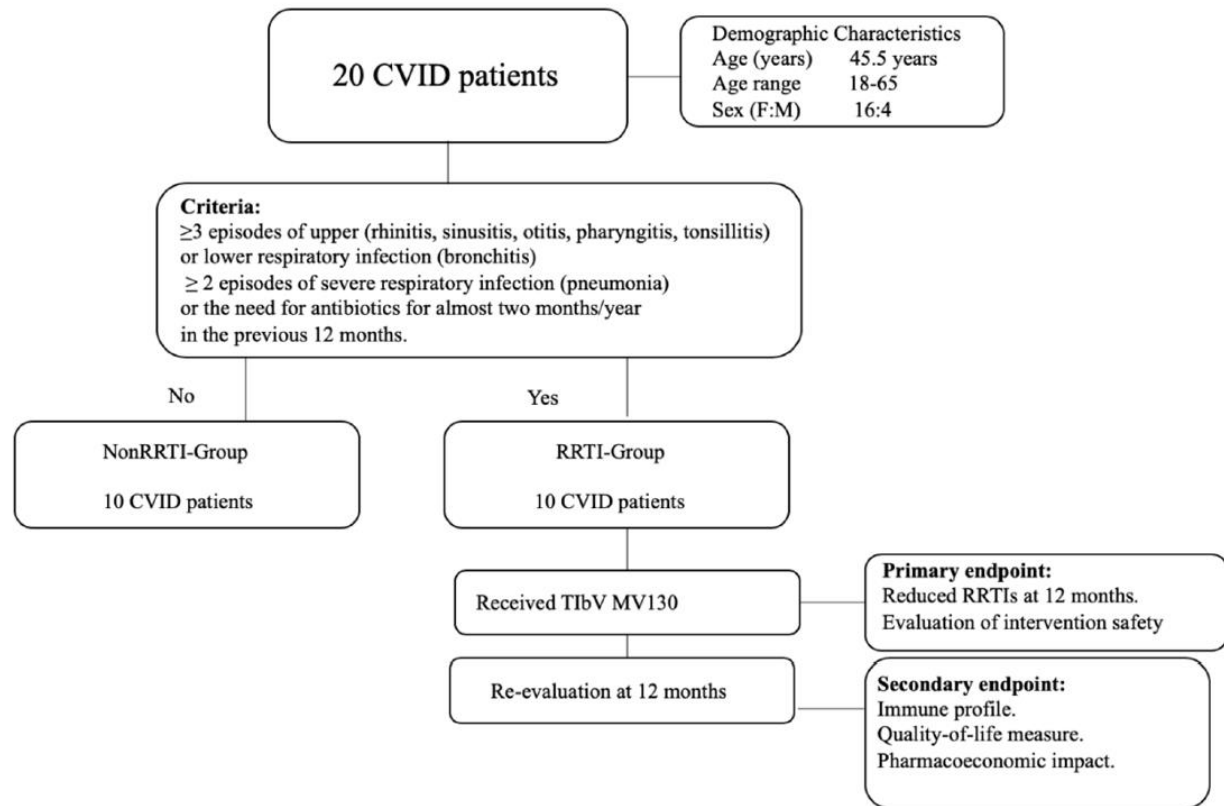 20 CVID patients
Demographic Characteristics
Age (years) 45.5 years
Age range 18-65
Sex (F:M) 16:4
Criteria:
≥3 episodes of upper (rhinitis, sinusitis, otitis, pharyngitis, tonsillitis)
or lower respiratory infection (bronchitis)
≥ 2 episodes of severe respiratory infection (pneumonia)
or the need for antibiotics for almost two months/year
in the previous 12 months.
No
Yes
NonRRTI-Group
10 CVID patients
RRTI-Group
10 CVID patients
Received TIbV MV130
Primary endpoint:
Reduced RRTIs at 12 months.
Evaluation of intervention safety
Re-evaluation at 12 months
Secondary endpoint:
Immune profile.
Quality-of-life measure.
Pharmacoeconomic impact.